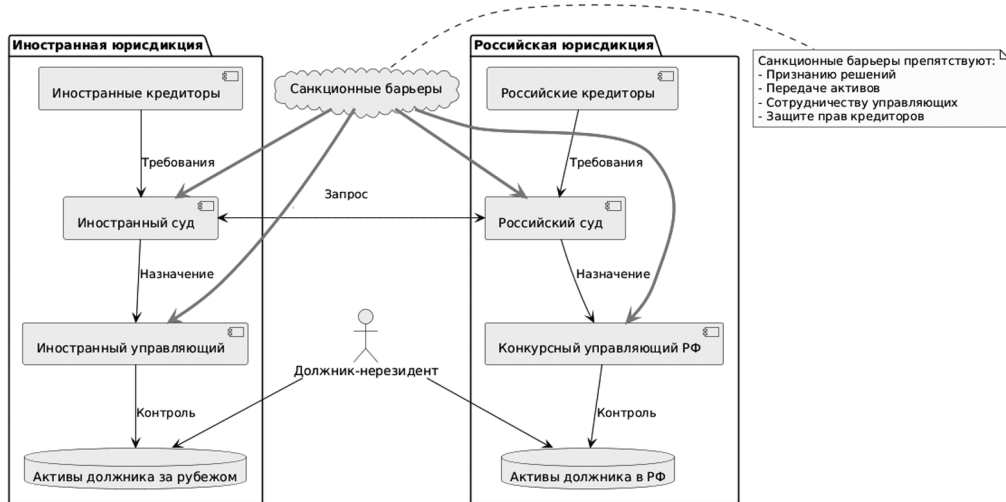 Иностранная юрисдикция
Российская юрисдикция
Санкционные барьеры препятствуют:
- Признанию решений
- Передаче активов
- Сотрудничеству управляющих
- Защите прав кредиторов
Иностранные кредиторы
Санкционные барьеры
Российские кредиторы
Требования
Требования
Запрос
Иностранный суд
Российский суд
Назначение
Назначение
Иностранный управляющий
Конкурсный управляющий РФ
Должник-нерезидент
Контроль
Контроль
Активы должника за рубежом
Активы должника в РФ